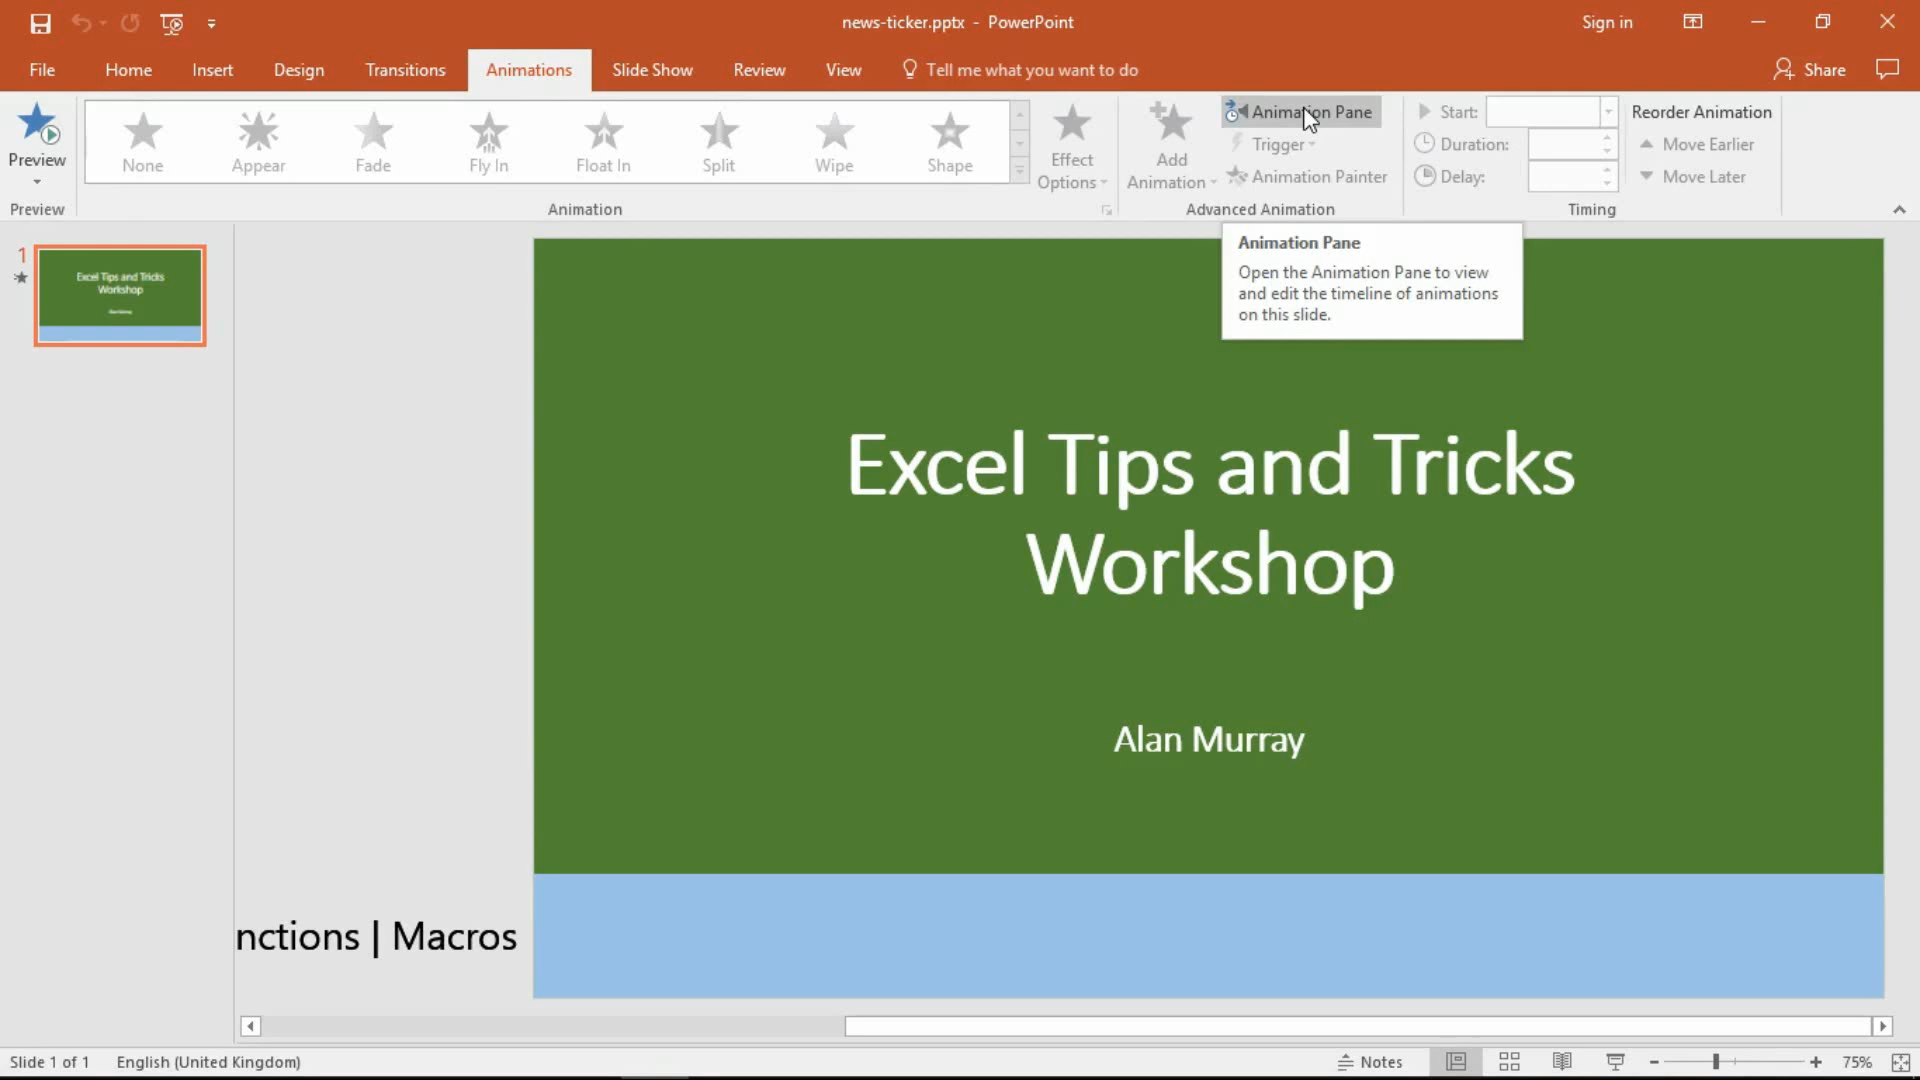 news-ticker.pptx - PowerPoint
Sign in
File Home Insert Design Transitions Animations Slide Show Review View Tell me what you want to do
Share
Preview
Preview
None
Appear
Fade
Fly In
Float In
Split
Wipe
Shape
Animation
Effect
Options
Add
Animation
Animation Pane
Trigger
Animation Painter
Advanced Animation
Start:
Duration:
Delay:
Timing
Reorder Animation
Move Earlier
Move Later
Animation Pane
Open the Animation Pane to view
and edit the timeline of animations
on this slide.
1
Excel Tips and Tricks
Workshop
Alan Murray
Excel Tips and Tricks
Workshop
Alan Murray
nctions | Macros
Slide 1 of 1
English (United Kingdom)
Notes
75%